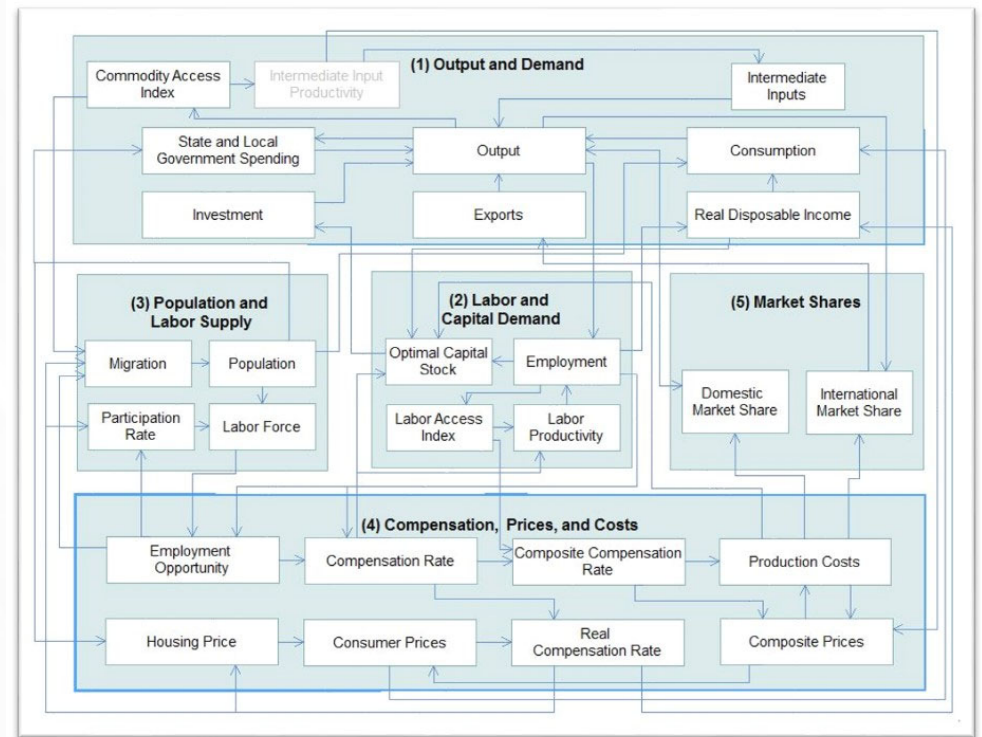 (1) Output and Demand
Commodity Access
Index
Intermediate Input
Productivity
Intermediate
Inputs
State and Local
Government Spending
Output
Consumption
Investment
Exports
Real Disposable Income
(3) Population and
Labor Supply
Migration
Population
Participation
Rate
Labor Force
(2) Labor and
Capital Demand
Optimal Capital
Stock
Employment
Labor Access
Index
Labor
Productivity
(5) Market Shares
Domestic
Market Share
International
Market Share
(4) Compensation, Prices, and Costs
Employment
Opportunity
Compensation Rate
Composite Compensation
Rate
Production Costs
Housing Price
Consumer Prices
Real
Compensation Rate
Composite Prices